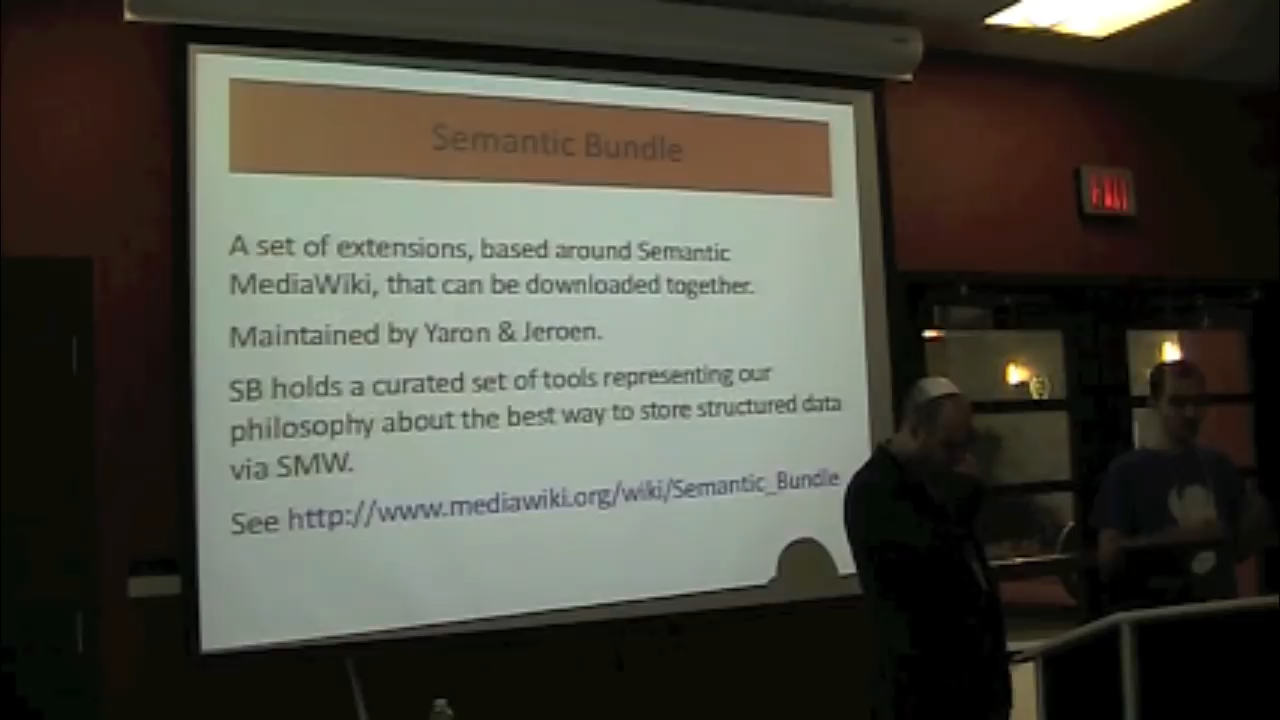 Semantic Bundle
A set of extensions, based around Semantic
MediaWiki, that can be downloaded together.
Maintained by Yaron & Jeroen.
SB holds a curated set of tools representing our
philosophy about the best way to store structured data
via SMW.
See http://www.mediawiki.org/wiki/Semantic_Bundle
EXIT